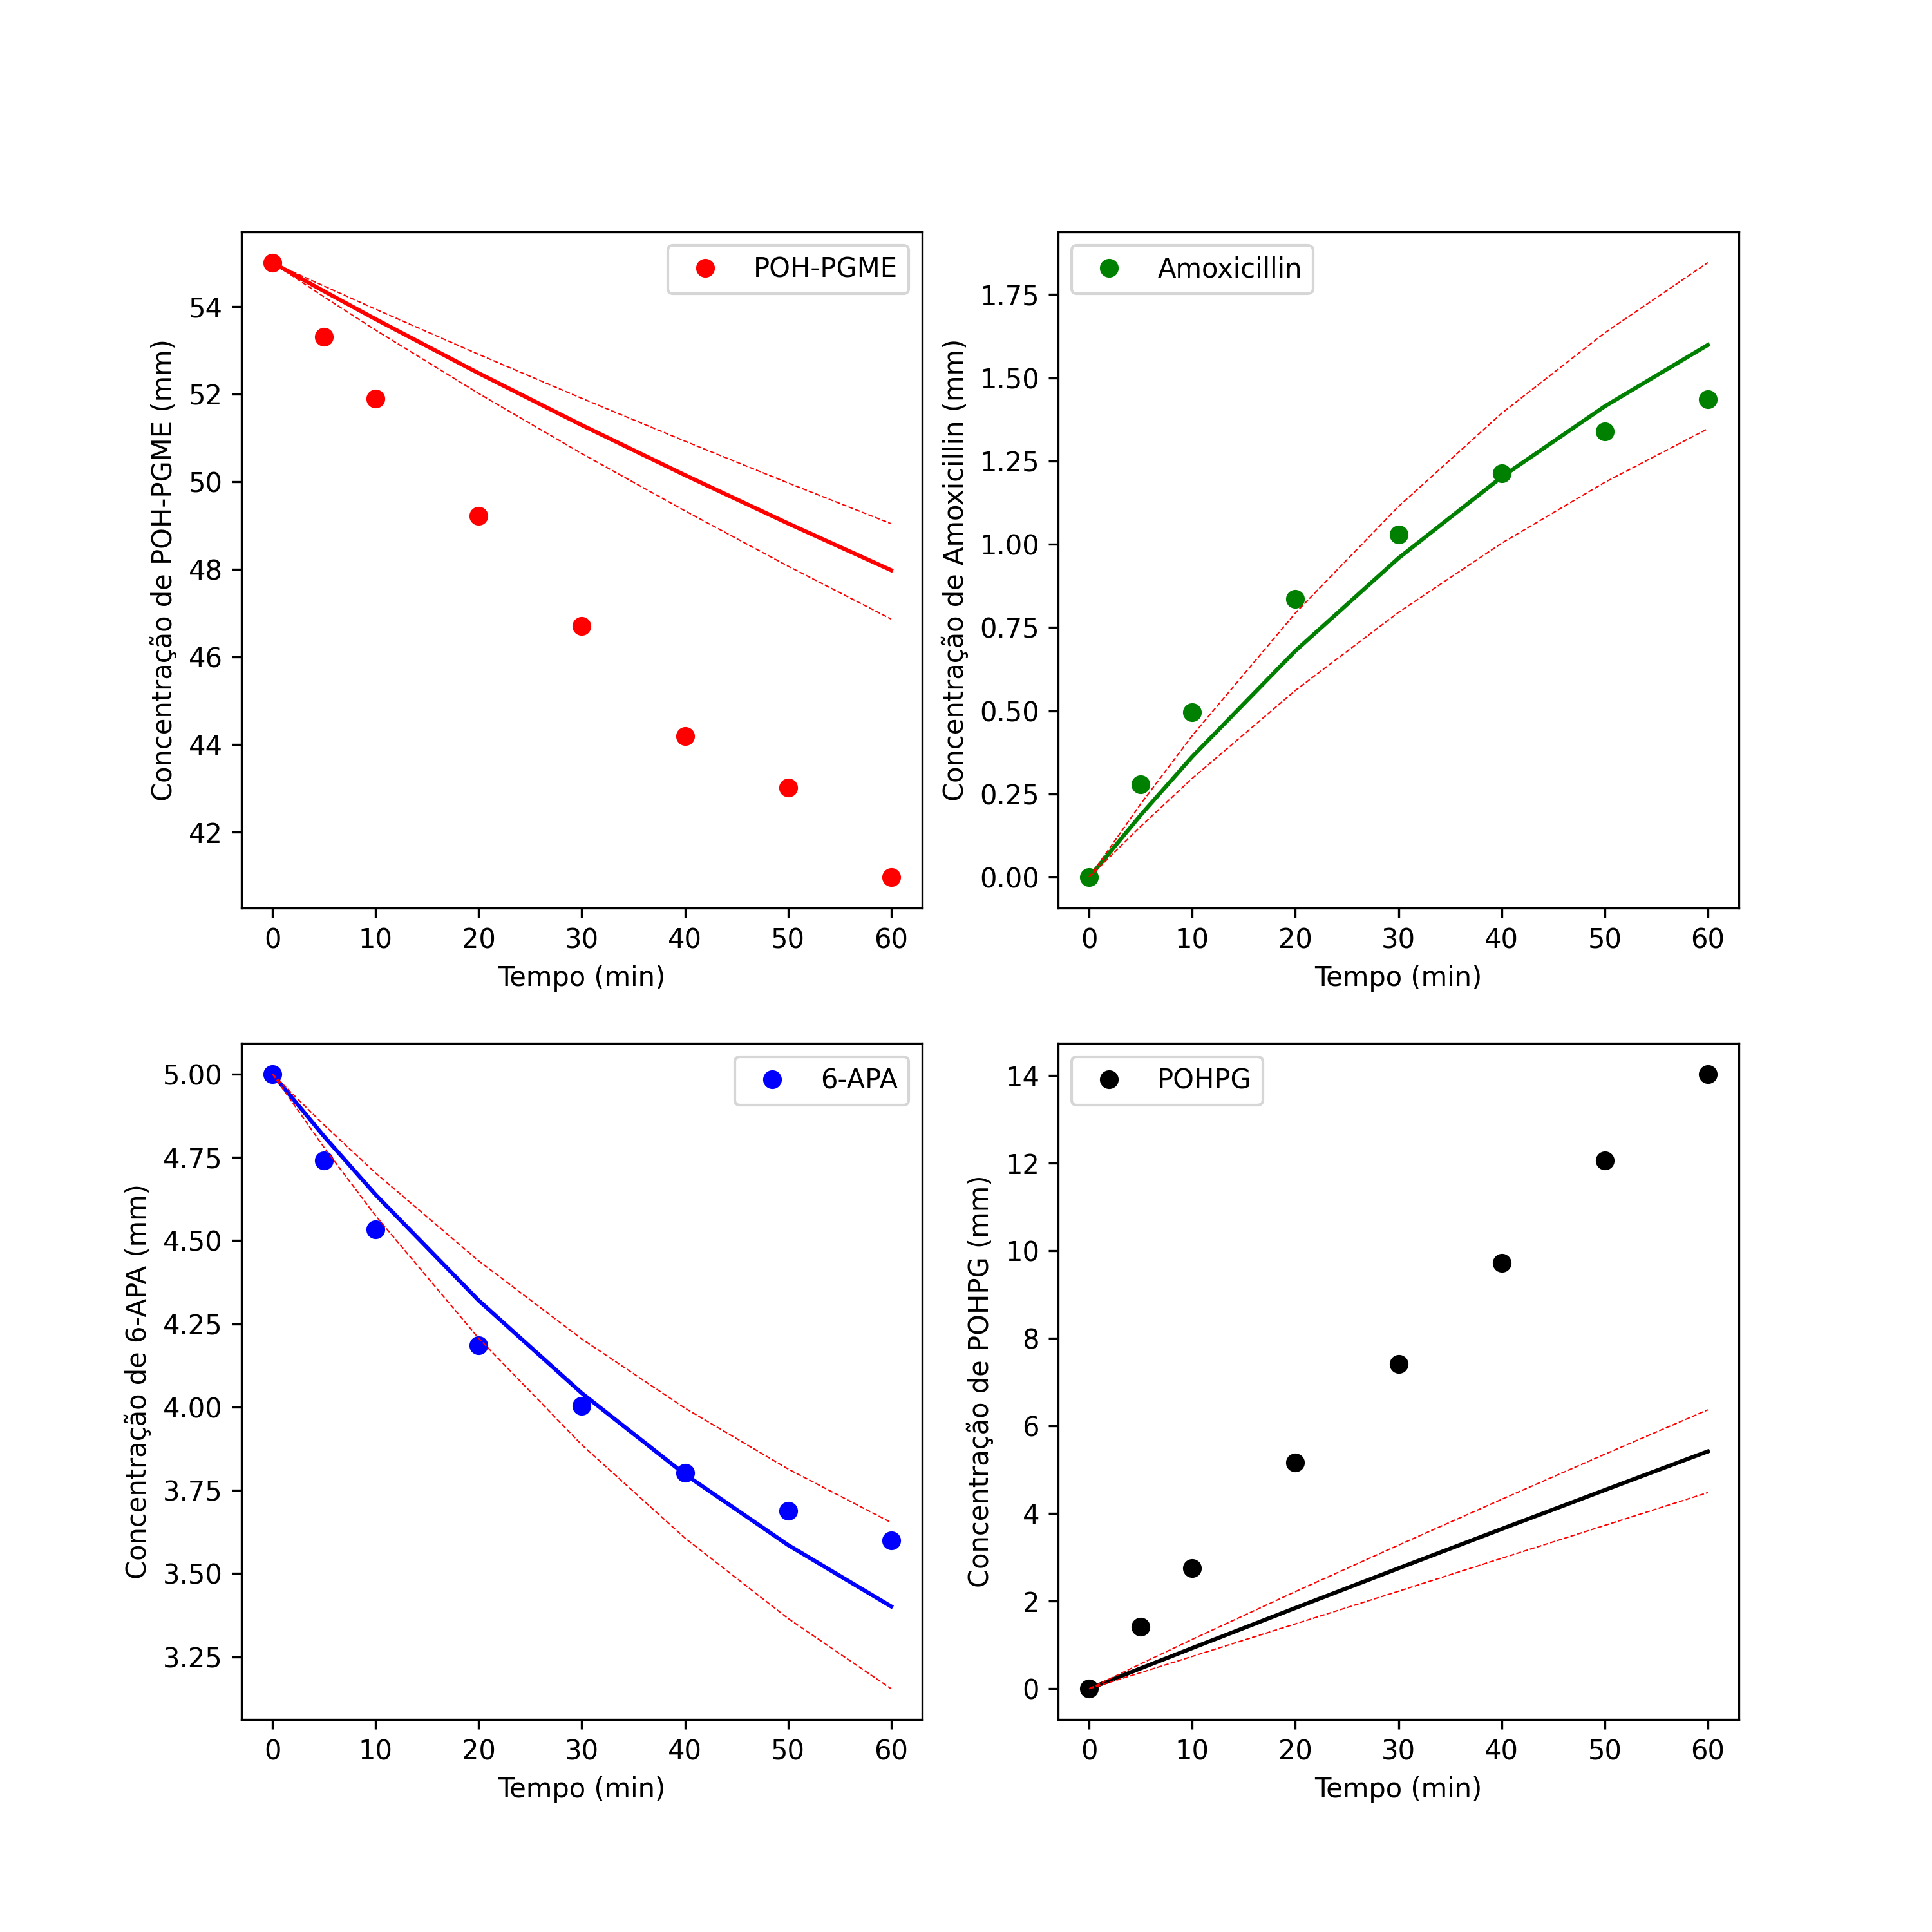 POH-PGME
Concentração de POH-PGME (mm)
54
52
50
48
46
44
42
0 10 20 30 40 50 60
Tempo (min)
Amoxicillin
Concentração de Amoxicillin (mm)
1.75
1.50
1.25
1.00
0.75
0.50
0.25
0.00
0 10 20 30 40 50 60
Tempo (min)
6-APA
Concentração de 6-APA (mm)
5.00
4.75
4.50
4.25
4.00
3.75
3.50
3.25
0 10 20 30 40 50 60
Tempo (min)
POHPG
Concentração de POHPG (mm)
14
12
10
8
6
4
2
0
0 10 20 30 40 50 60
Tempo (min)